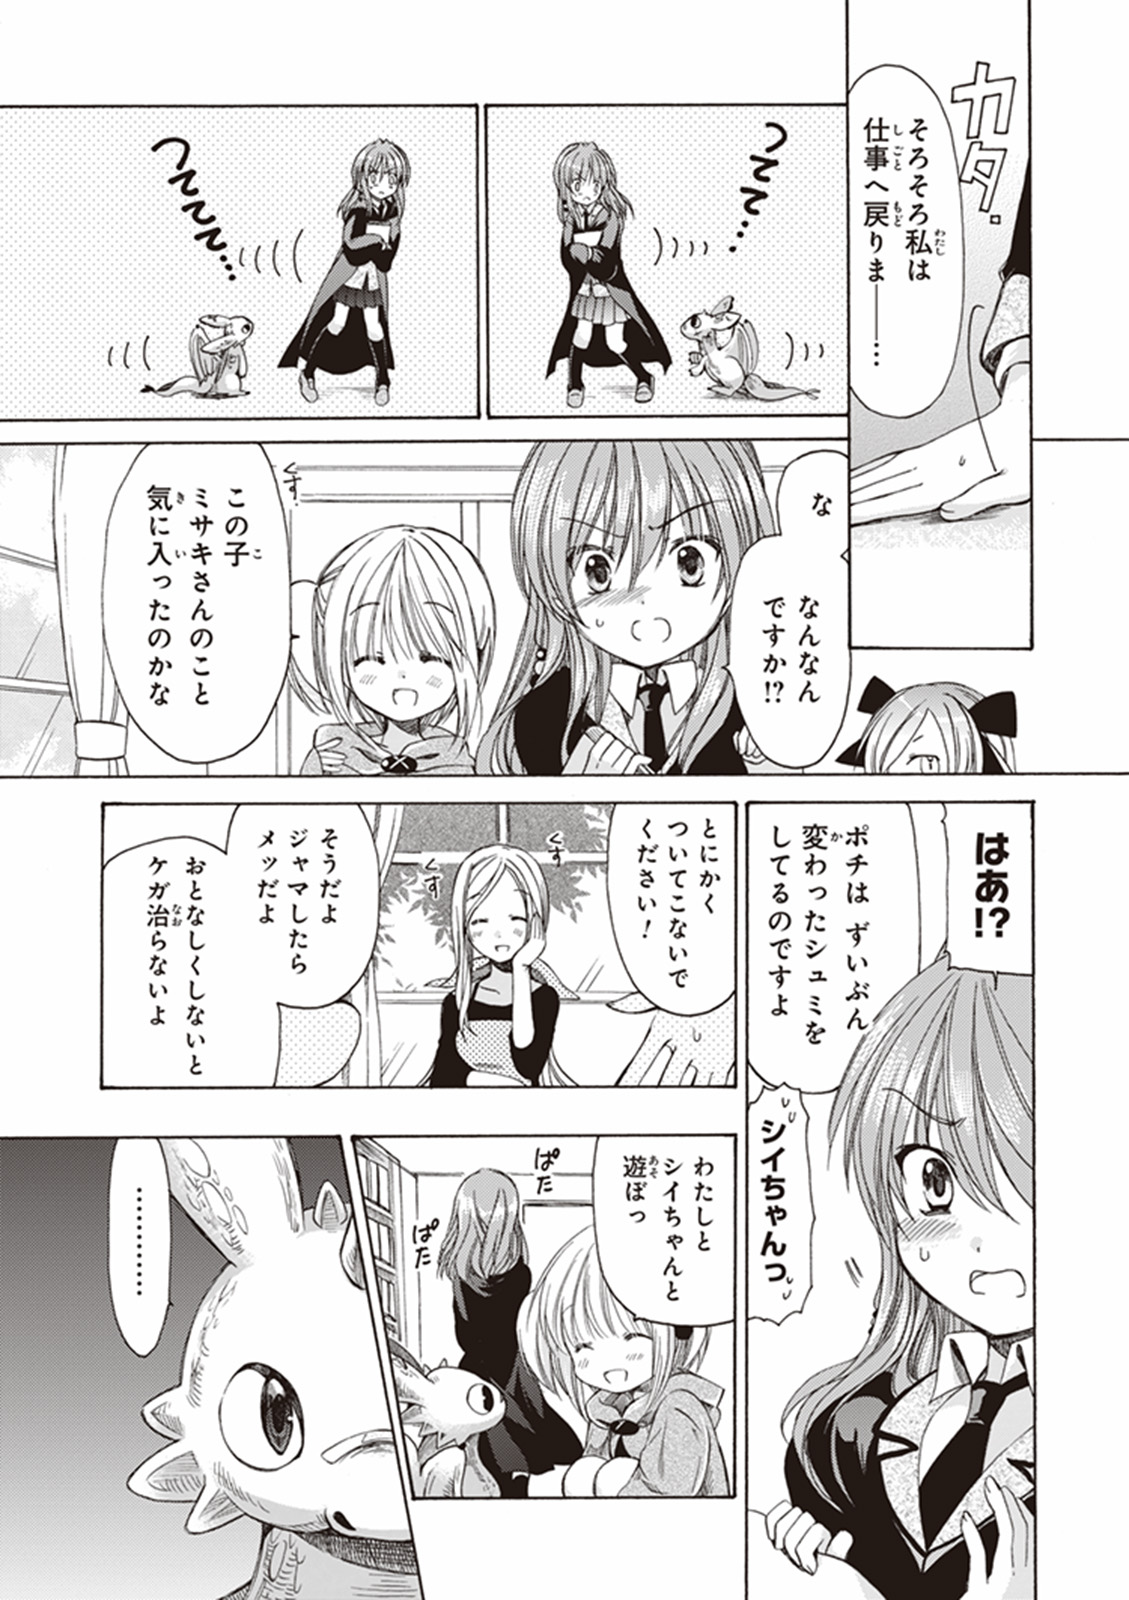 カタ.
そろそろ私は
仕事へ戻りま――…
つててて…
つてててて…
な
なんなん
ですか!?
くす
この子
ミサキさんのこと
気に入ったのかな
はあ!?
ポチは ずいぶん
変わったシュミを
してるのですよ
シイちゃんっ
とにかく
ついてこないで
ください!
くす
くす
そうだよ
ジャマしたら
メッだよ
おとなしくしないと
ケガ治らないよ
わたしと
シイちゃんと
遊ぼっ
ぱた
ぱた
…………